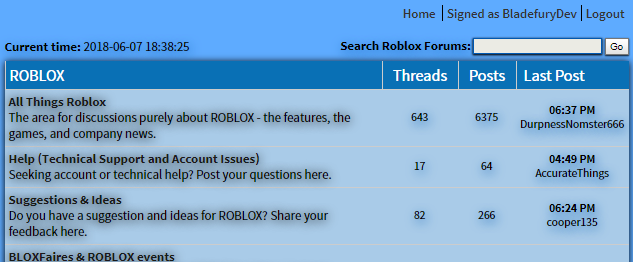 Home | Signed as BladefuryDev | Logout
Current time: 2018-06-07 18:38:25 Search Roblox Forums: Go
ROBLOX Threads Posts Last Post
All Things Roblox
The area for discussions purely about ROBLOX - the features, the
games, and company news.
643 6375
06:37 PM
DurpnessNomster666
Help (Technical Support and Account Issues)
Seeking account or technical help? Post your questions here.
17 64
04:49 PM
AccurateThings
Suggestions & Ideas
Do you have a suggestion and ideas for ROBLOX? Share your
feedback here.
82 266
06:24 PM
cooper135
BLOXFaires & ROBLOX events